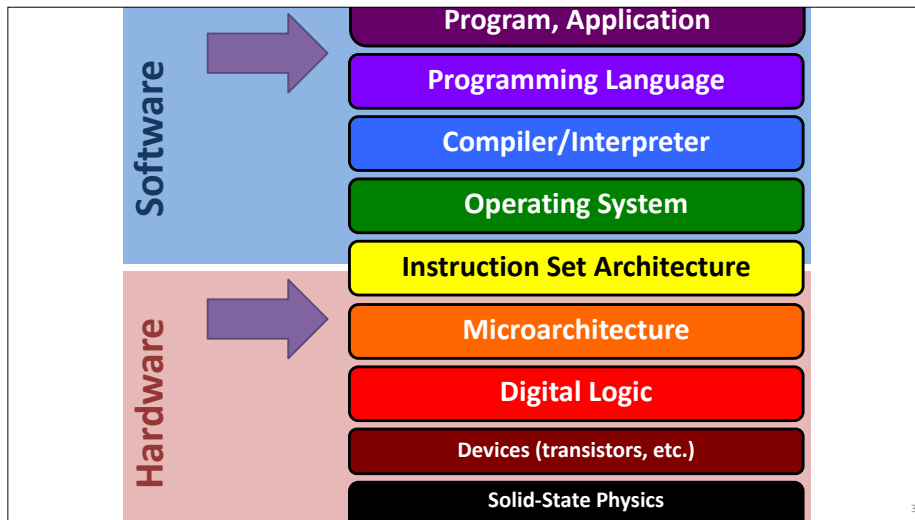 Software
Program, Application
Programming Language
Compiler/Interpreter
Operating System
Instruction Set Architecture
Hardware
Microarchitecture
Digital Logic
Devices (transistors, etc.)
Solid-State Physics
3